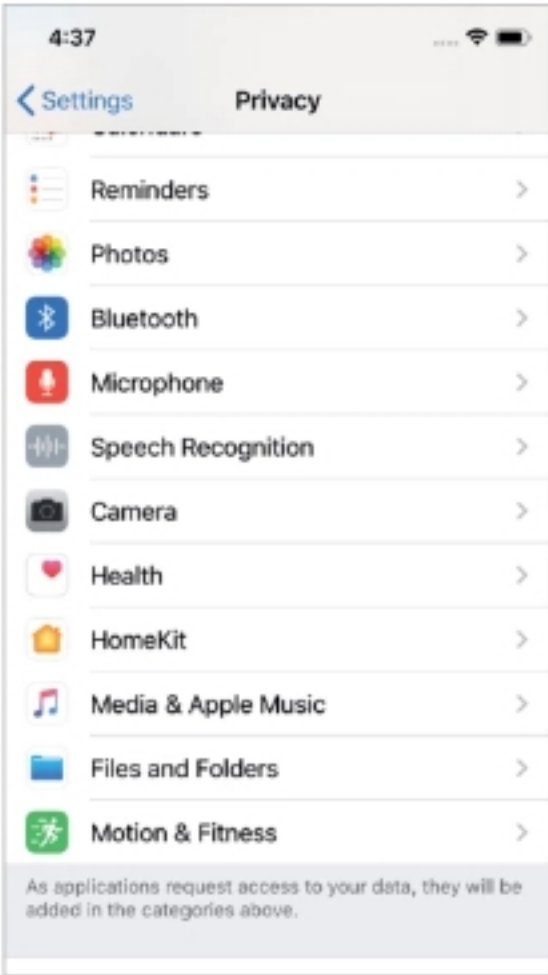 4:37
Settings
Privacy
Reminders
Photos
Bluetooth
Microphone
Speech Recognition
Camera
Health
HomeKit
Media & Apple Music
Files and Folders
Motion & Fitness
As applications request access to your data, they will be
added in the categories above.